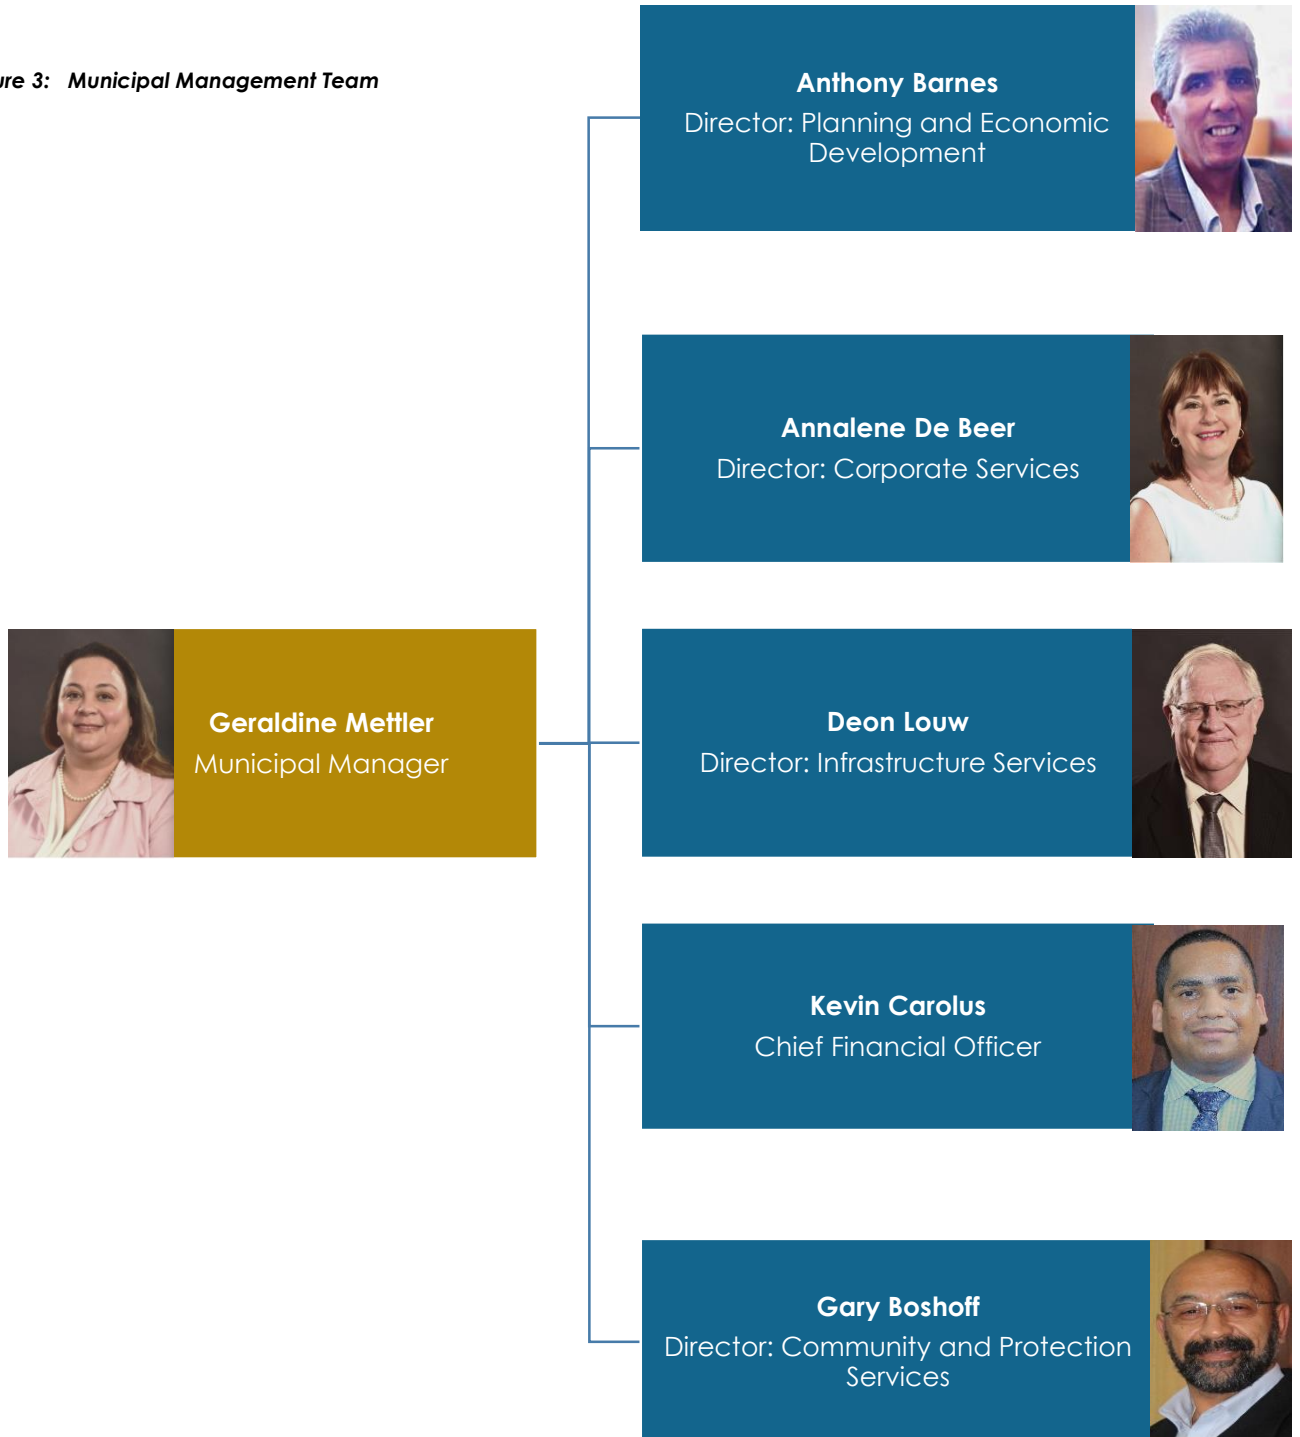 ure 3: Municipal Management Team
Anthony Barnes
Director: Planning and Economic
Development
Annalene De Beer
Director: Corporate Services
Geraldine Mettler
Municipal Manager
Deon Louw
Director: Infrastructure Services
Kevin Carolus
Chief Financial Officer
Gary Boshoff
Director: Community and Protection
Services